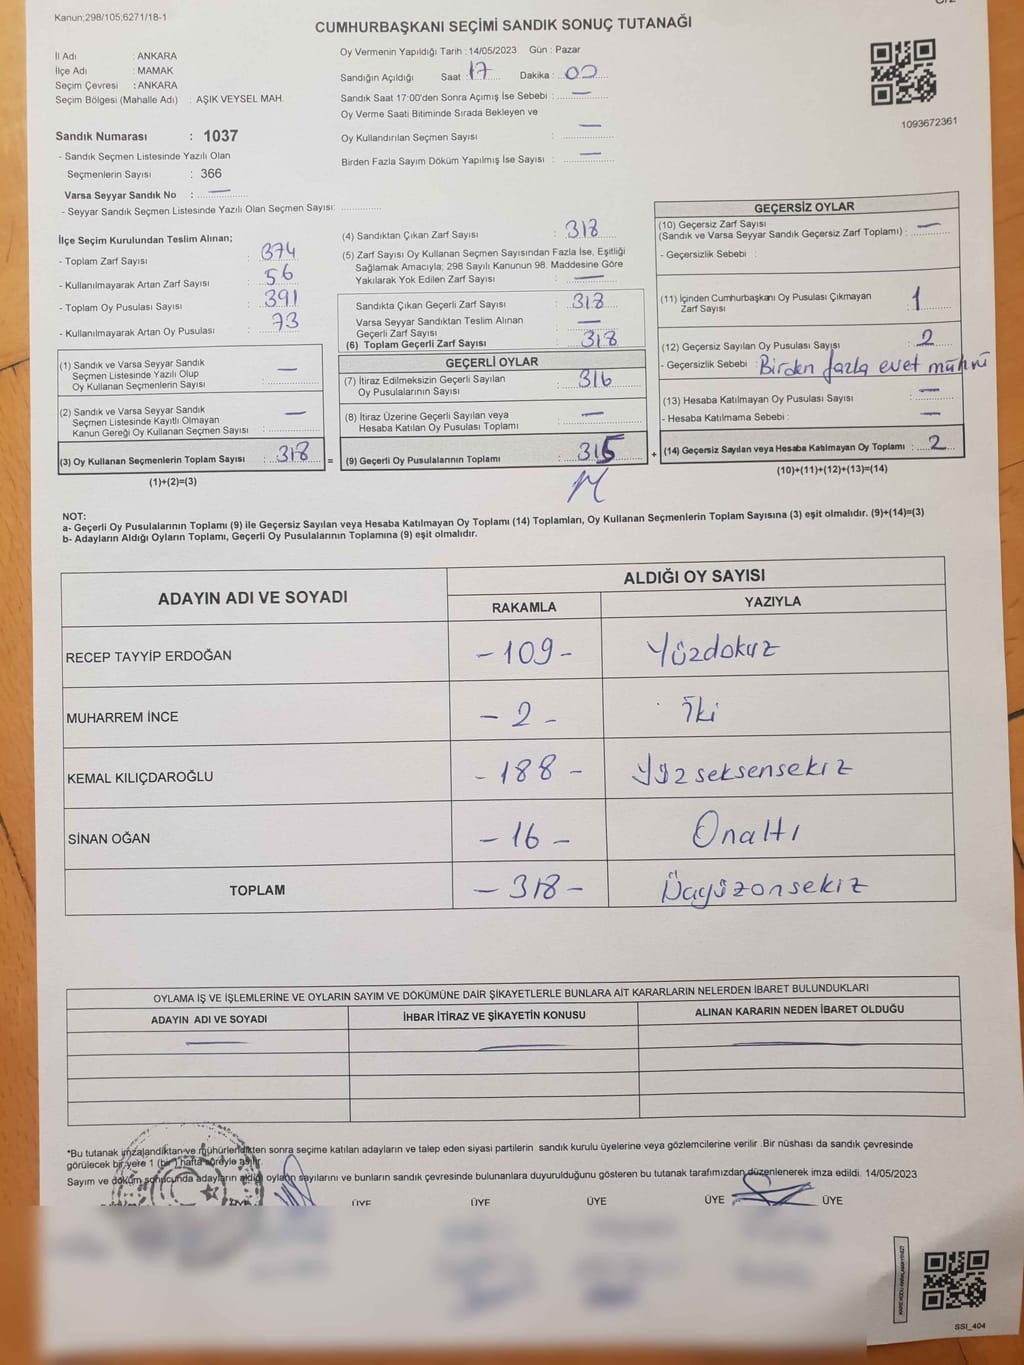 Kanun;298/105;6271/18-1
CUMHURBAŞKANI SEÇİMİ SANDIK SONUÇ TUTANAĞI
İl Adı : ANKARA
İlçe Adı : MAMAK
Seçim Çevresi : ANKARA
Seçim Bölgesi (Mahalle Adı) : AŞIK VEYSEL MAH.
Sandık Numarası : 1037
- Sandık Seçmen Listesinde Yazılı Olan
Seçmenlerin Sayısı : 366
Varsa Seyyar Sandık No : —
- Seyyar Sandık Seçmen Listesinde Yazılı Olan Seçmen Sayısı: ..............
Oy Vermenin Yapıldığı Tarih : 14/05/2023 Gün : Pazar
Sandığın Açıldığı Saat : 17 Dakika : 00
Sandık Saat 17:00'den Sonra Açımış İse Sebebi : —
Oy Verme Saati Bitiminde Sırada Bekleyen ve
Oy Kullandırılan Seçmen Sayısı : —
Birden Fazla Sayım Döküm Yapılmış İse Sayısı : —
1093672361
İlçe Seçim Kurulundan Teslim Alınan;
- Toplam Zarf Sayısı : 374
- Kullanılmayarak Artan Zarf Sayısı : 56
- Toplam Oy Pusulası Sayısı : 391
- Kullanılmayarak Artan Oy Pusulası : 73
(1) Sandık ve Varsa Seyyar Sandık
Seçmen Listesinde Yazılı Olup
Oy Kullanan Seçmenlerin Sayısı : —
(2) Sandık ve Varsa Seyyar Sandık
Seçmen Listesinde Kayıtlı Olmayan
Kanun Gereği Oy Kullanan Seçmen Sayısı : —
(3) Oy Kullanan Seçmenlerin Toplam Sayısı : 318 =
(1)+(2)=(3)
(4) Sandıktan Çıkan Zarf Sayısı : 318
(5) Zarf Sayısı Oy Kullanan Seçmen Sayısından Fazla İse, Eşitliği
Sağlamak Amacıyla; 298 Sayılı Kanunun 98. Maddesine Göre
Yakılarak Yok Edilen Zarf Sayısı : —
Sandıkta Çıkan Geçerli Zarf Sayısı : 318
Varsa Seyyar Sandıktan Teslim Alınan
Geçerli Zarf Sayısı : —
(6) Toplam Geçerli Zarf Sayısı : 318
GEÇERLİ OYLAR
(7) İtiraz Edilmeksizin Geçerli Sayılan
Oy Pusulalarının Sayısı : 316
(8) İtiraz Üzerine Geçerli Sayılan veya
Hesaba Katılan Oy Pusulaları Toplamı : —
(9) Geçerli Oy Pusulalarının Toplamı : 315 +
GEÇERSİZ OYLAR
(10) Geçersiz Zarf Sayısı
(Sandık ve Varsa Seyyar Sandık Geçersiz Zarf Toplamı) : —
- Geçersizlik Sebebi :
(11) İçinden Cumhurbaşkanı Oy Pusulası Çıkmayan
Zarf Sayısı : 1
(12) Geçersiz Sayılan Oy Pusulası Sayısı : 2
- Geçersizlik Sebebi : Birden fazla evet mührü
(13) Hesaba Katılmayan Oy Pusulası Sayısı : —
- Hesaba Katılmama Sebebi : —
(14) Geçersiz Sayılan veya Hesaba Katılmayan Oy Toplamı : 2
(10)+(11)+(12)+(13)=(14)
NOT:
a- Geçerli Oy Pusulalarının Toplamı (9) ile Geçersiz Sayılan veya Hesaba Katılmayan Oy Toplamı (14) Toplamları, Oy Kullanan Seçmenlerin Toplam Sayısına (3) eşit olmalıdır. (9)+(14)=(3)
b- Adayların Aldığı Oyların Toplamı, Geçerli Oy Pusulalarının Toplamına (9) eşit olmalıdır.
ADAYIN ADI VE SOYADI
ALDIĞI OY SAYISI
RAKAMLA YAZIYLA
RECEP TAYYİP ERDOĞAN - 109 - Yüzdokuz
MUHARREM İNCE - 2 - İki
KEMAL KILIÇDAROĞLU - 188 - Yüzseksensekiz
SİNAN OĞAN - 16 - Onaltı
TOPLAM - 318 - Üçyüzonsekiz
OYLAMA İŞ VE İŞLEMLERİNE VE OYLARIN SAYIM VE DÖKÜMÜNE DAİR ŞİKAYETLERLE BUNLARA AİT KARARLARIN NELERDEN İBARET BULUNDUKLARI
ADAYIN ADI VE SOYADI İHBAR İTİRAZ VE ŞİKAYETİN KONUSU ALINAN KARARIN NEDEN İBARET OLDUĞU
*Bu tutanak imzalandıktan ve mühürlendikten sonra seçime katılan adayların ve talep eden siyasi partilerin sandık kurulu üyelerine veya gözlemcilerine verilir .Bir nüshası da sandık çevresinde
görülecek bir yere 1 (bir) hafta süreyle asılır.
Sayım ve döküm sonucunda adayların aldığı oyların sayılarını ve bunların sandık çevresinde bulunanlara duyurulduğunu gösteren bu tutanak tarafımızdan düzenlenerek imza edildi. 14/05/2023
ÜYE ÜYE ÜYE ÜYE ÜYE
SSI_404